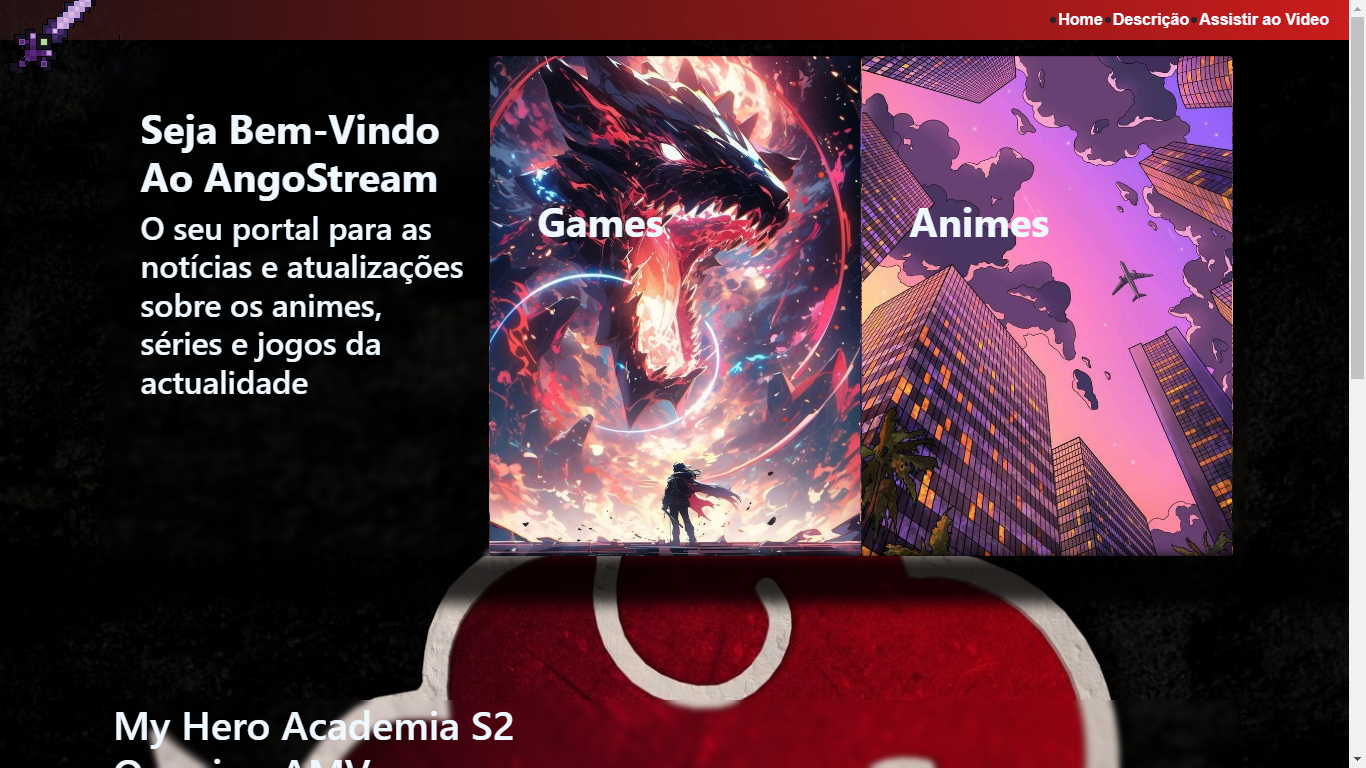 Home Descrição Assistir ao Vídeo
Seja Bem-Vindo
Ao AngoStream
O seu portal para as
notícias e atualizações
sobre os animes,
séries e jogos da
actualidade
Games
Animes
My Hero Academia S2